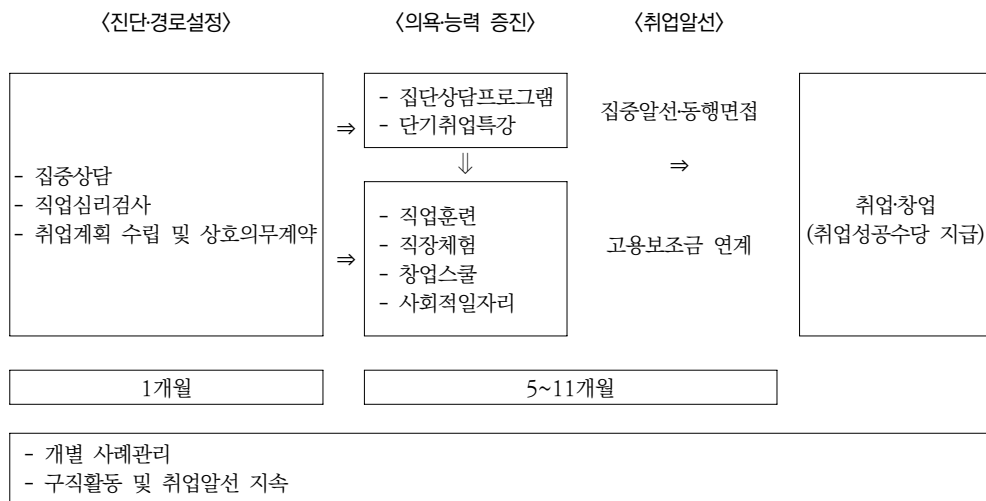 〈진단·경로설정〉
〈의욕·능력 증진〉
〈취업알선〉
- 집중상담
- 직업심리검사
- 취업계획 수립 및 상호의무계약
⇒
⇒
- 집단상담프로그램
- 단기취업특강
⇓
- 직업훈련
- 직장체험
- 창업스쿨
- 사회적일자리
집중알선·동행면접
⇒
고용보조금 연계
취업·창업
(취업성공수당 지급)
1개월
5~11개월
- 개별 사례관리
- 구직활동 및 취업알선 지속